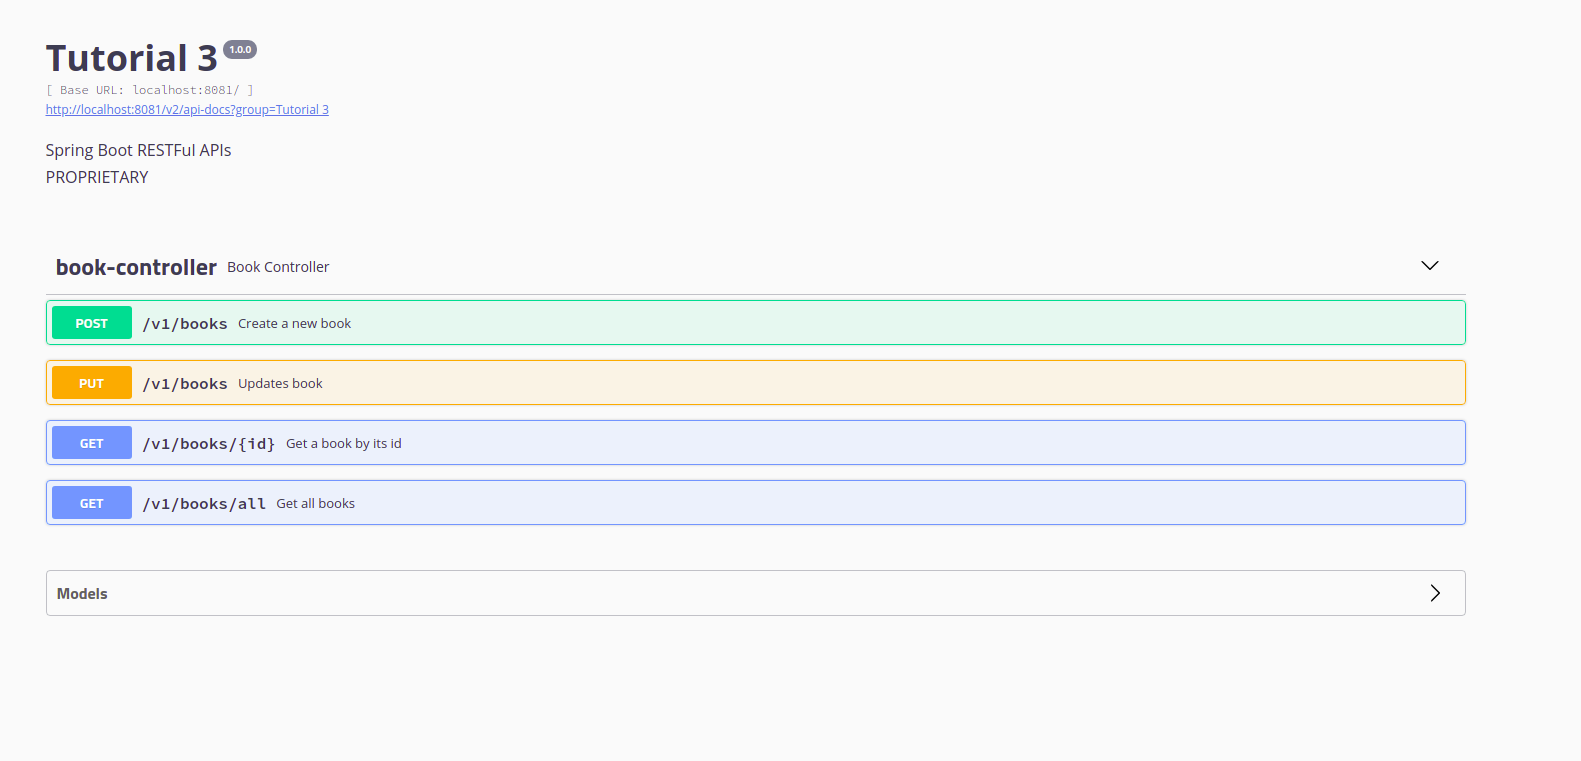 Tutorial 3 1.0.0
[ Base URL: localhost:8081/ ]
http://localhost:8081/v2/api-docs?group=Tutorial 3
Spring Boot RESTFul APIs
PROPRIETARY
book-controller Book Controller
POST /v1/books Create a new book
PUT /v1/books Updates book
GET /v1/books/{id} Get a book by its id
GET /v1/books/all Get all books
Models